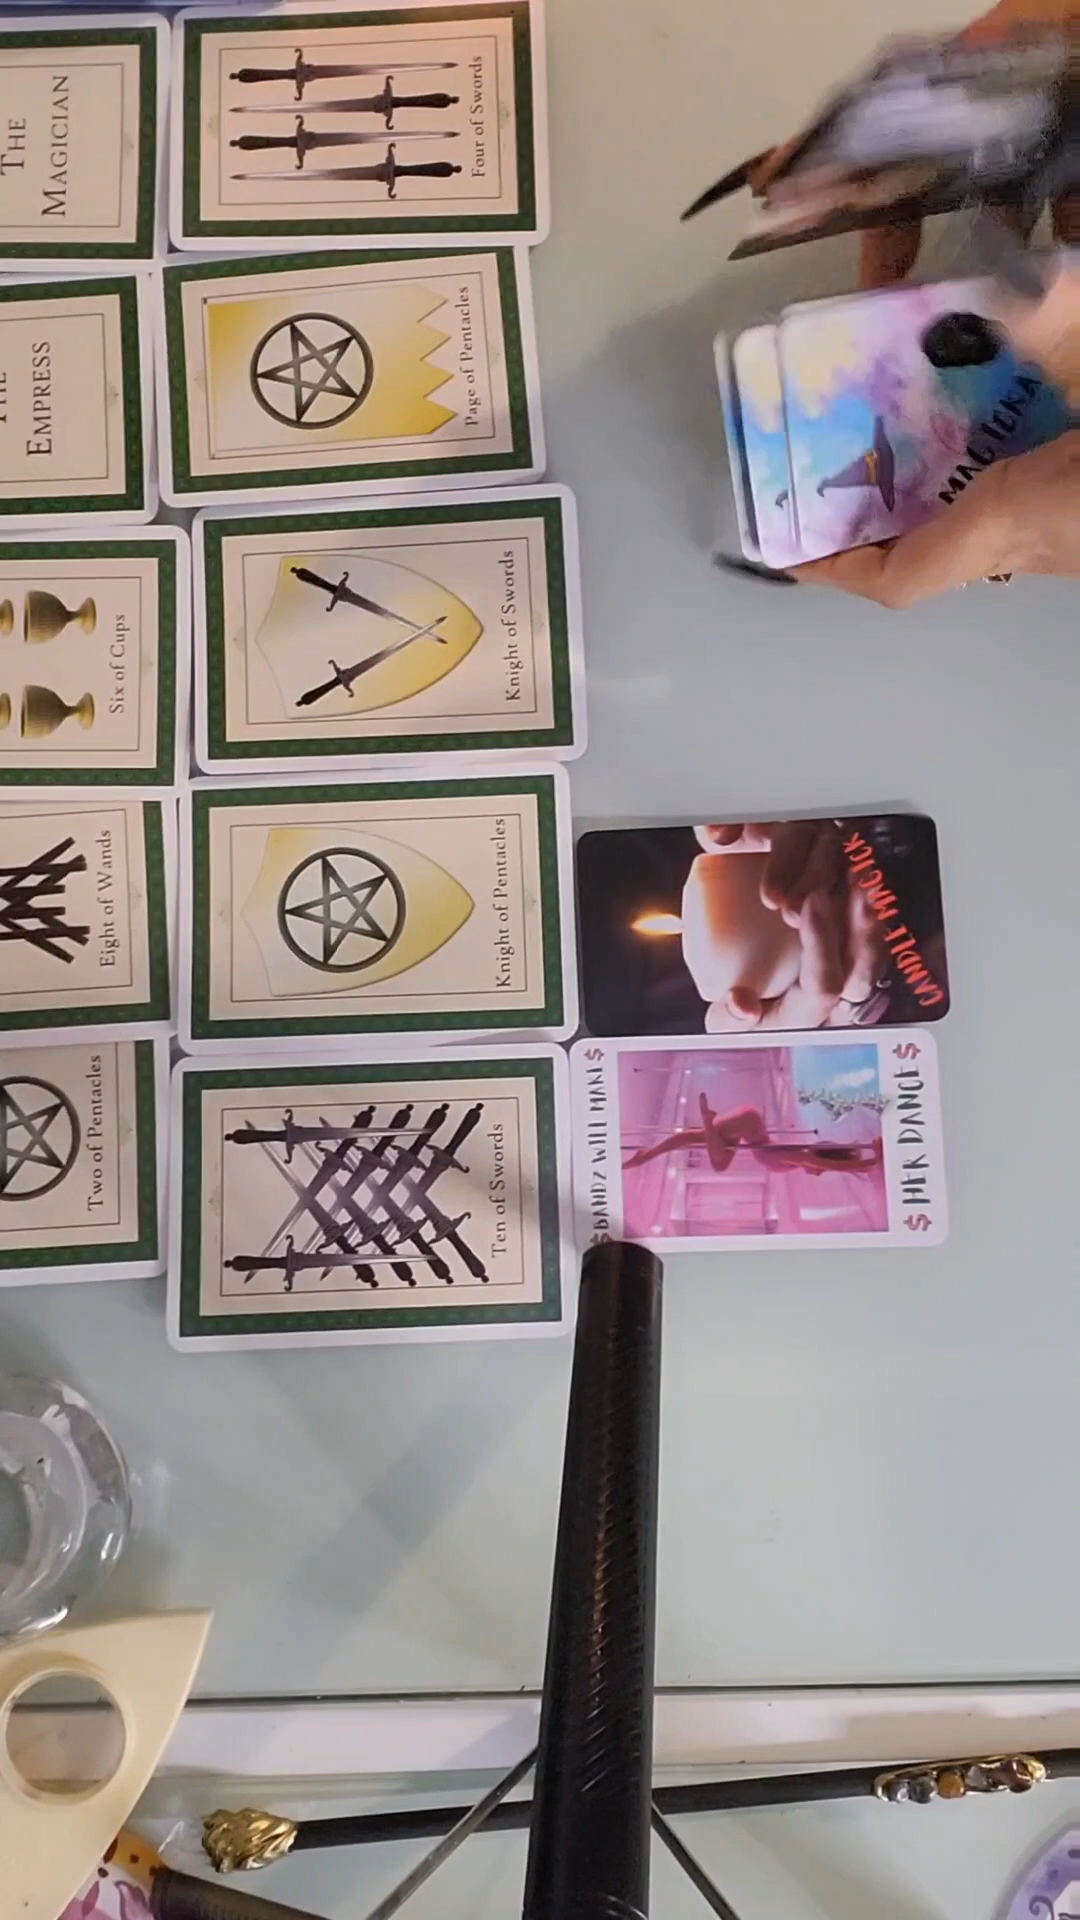 THE
MAGICIAN
EMPRESS
Six of Cups
Eight of Wands
Two of Pentacles
Four of Swords
Page of Pentacles
Knight of Swords
Knight of Pentacles
Ten of Swords
CANDLE MAGICK
$BANDZ WILL MAKE$
$ HER DANCE $